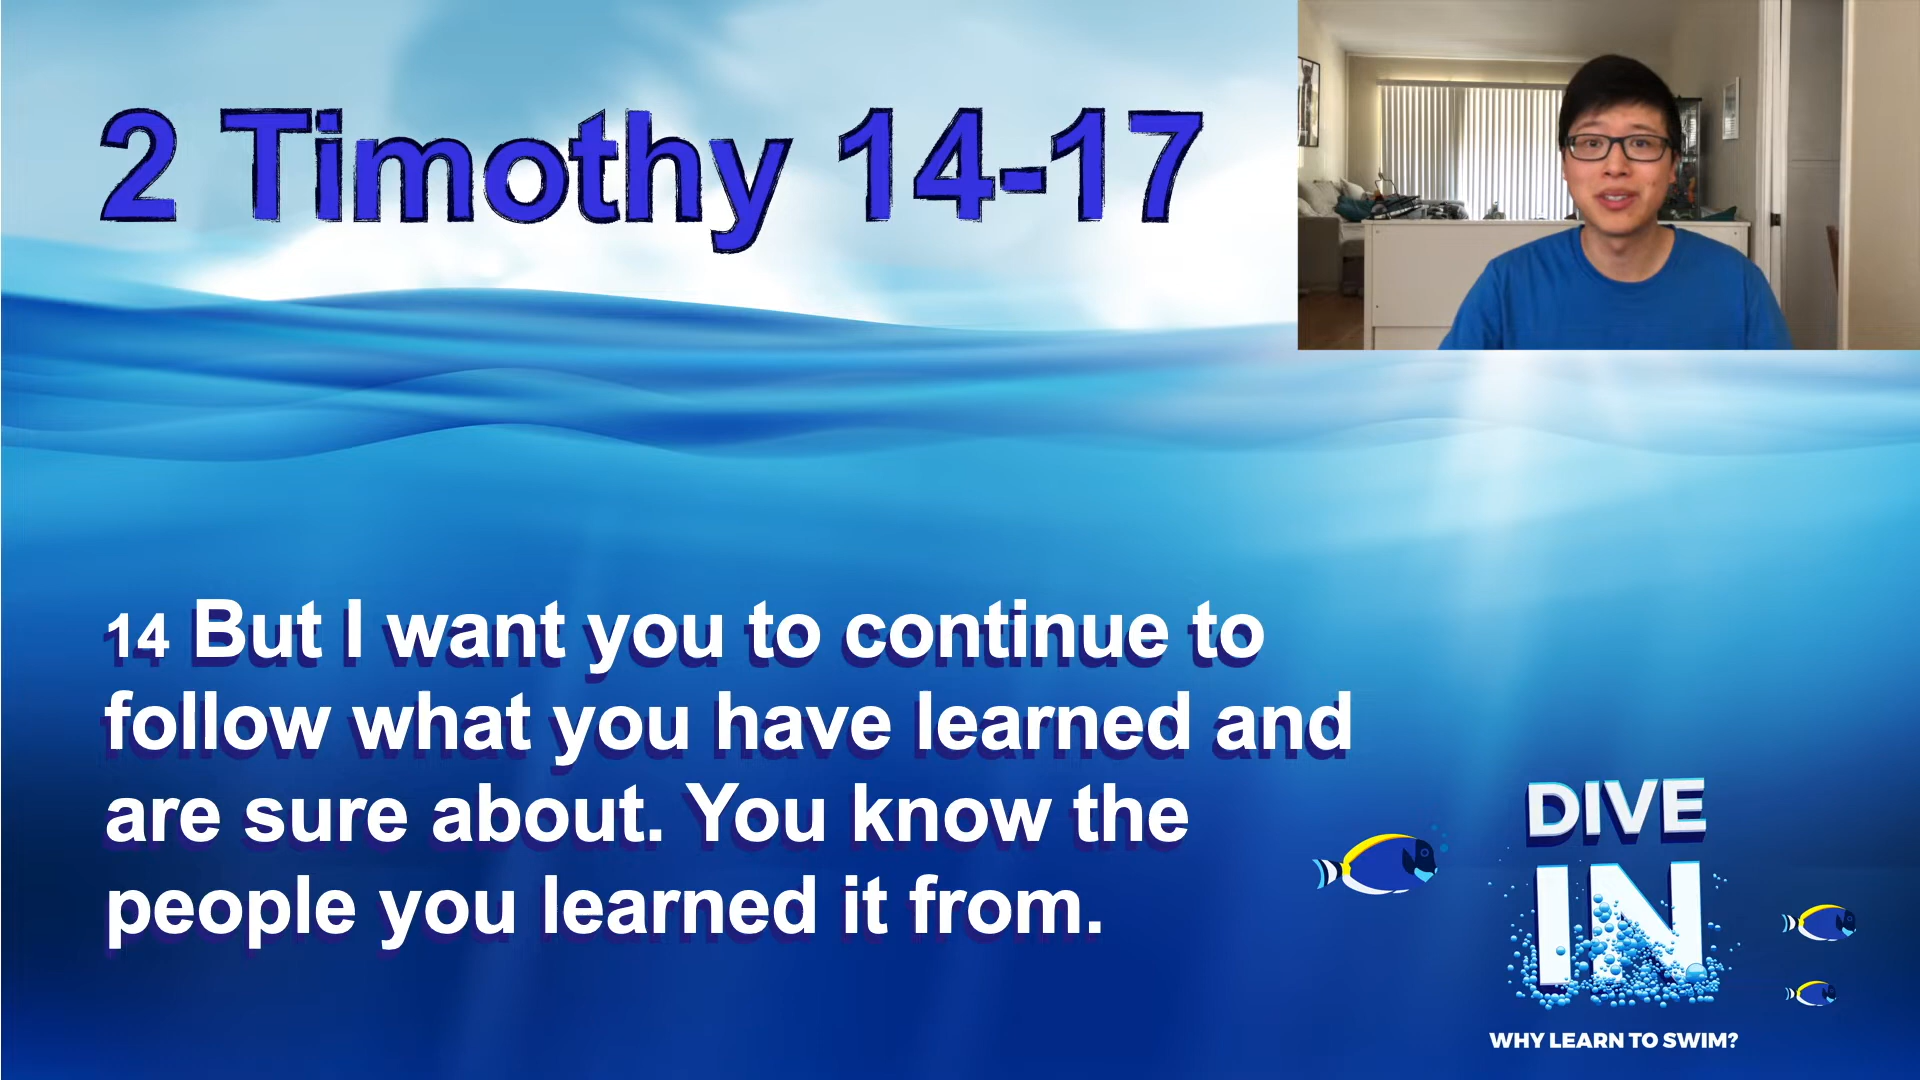 2 Timothy 14-17
14 But I want you to continue to
follow what you have learned and
are sure about. You know the
people you learned it from.
DIVE
IN
WHY LEARN TO SWIM?